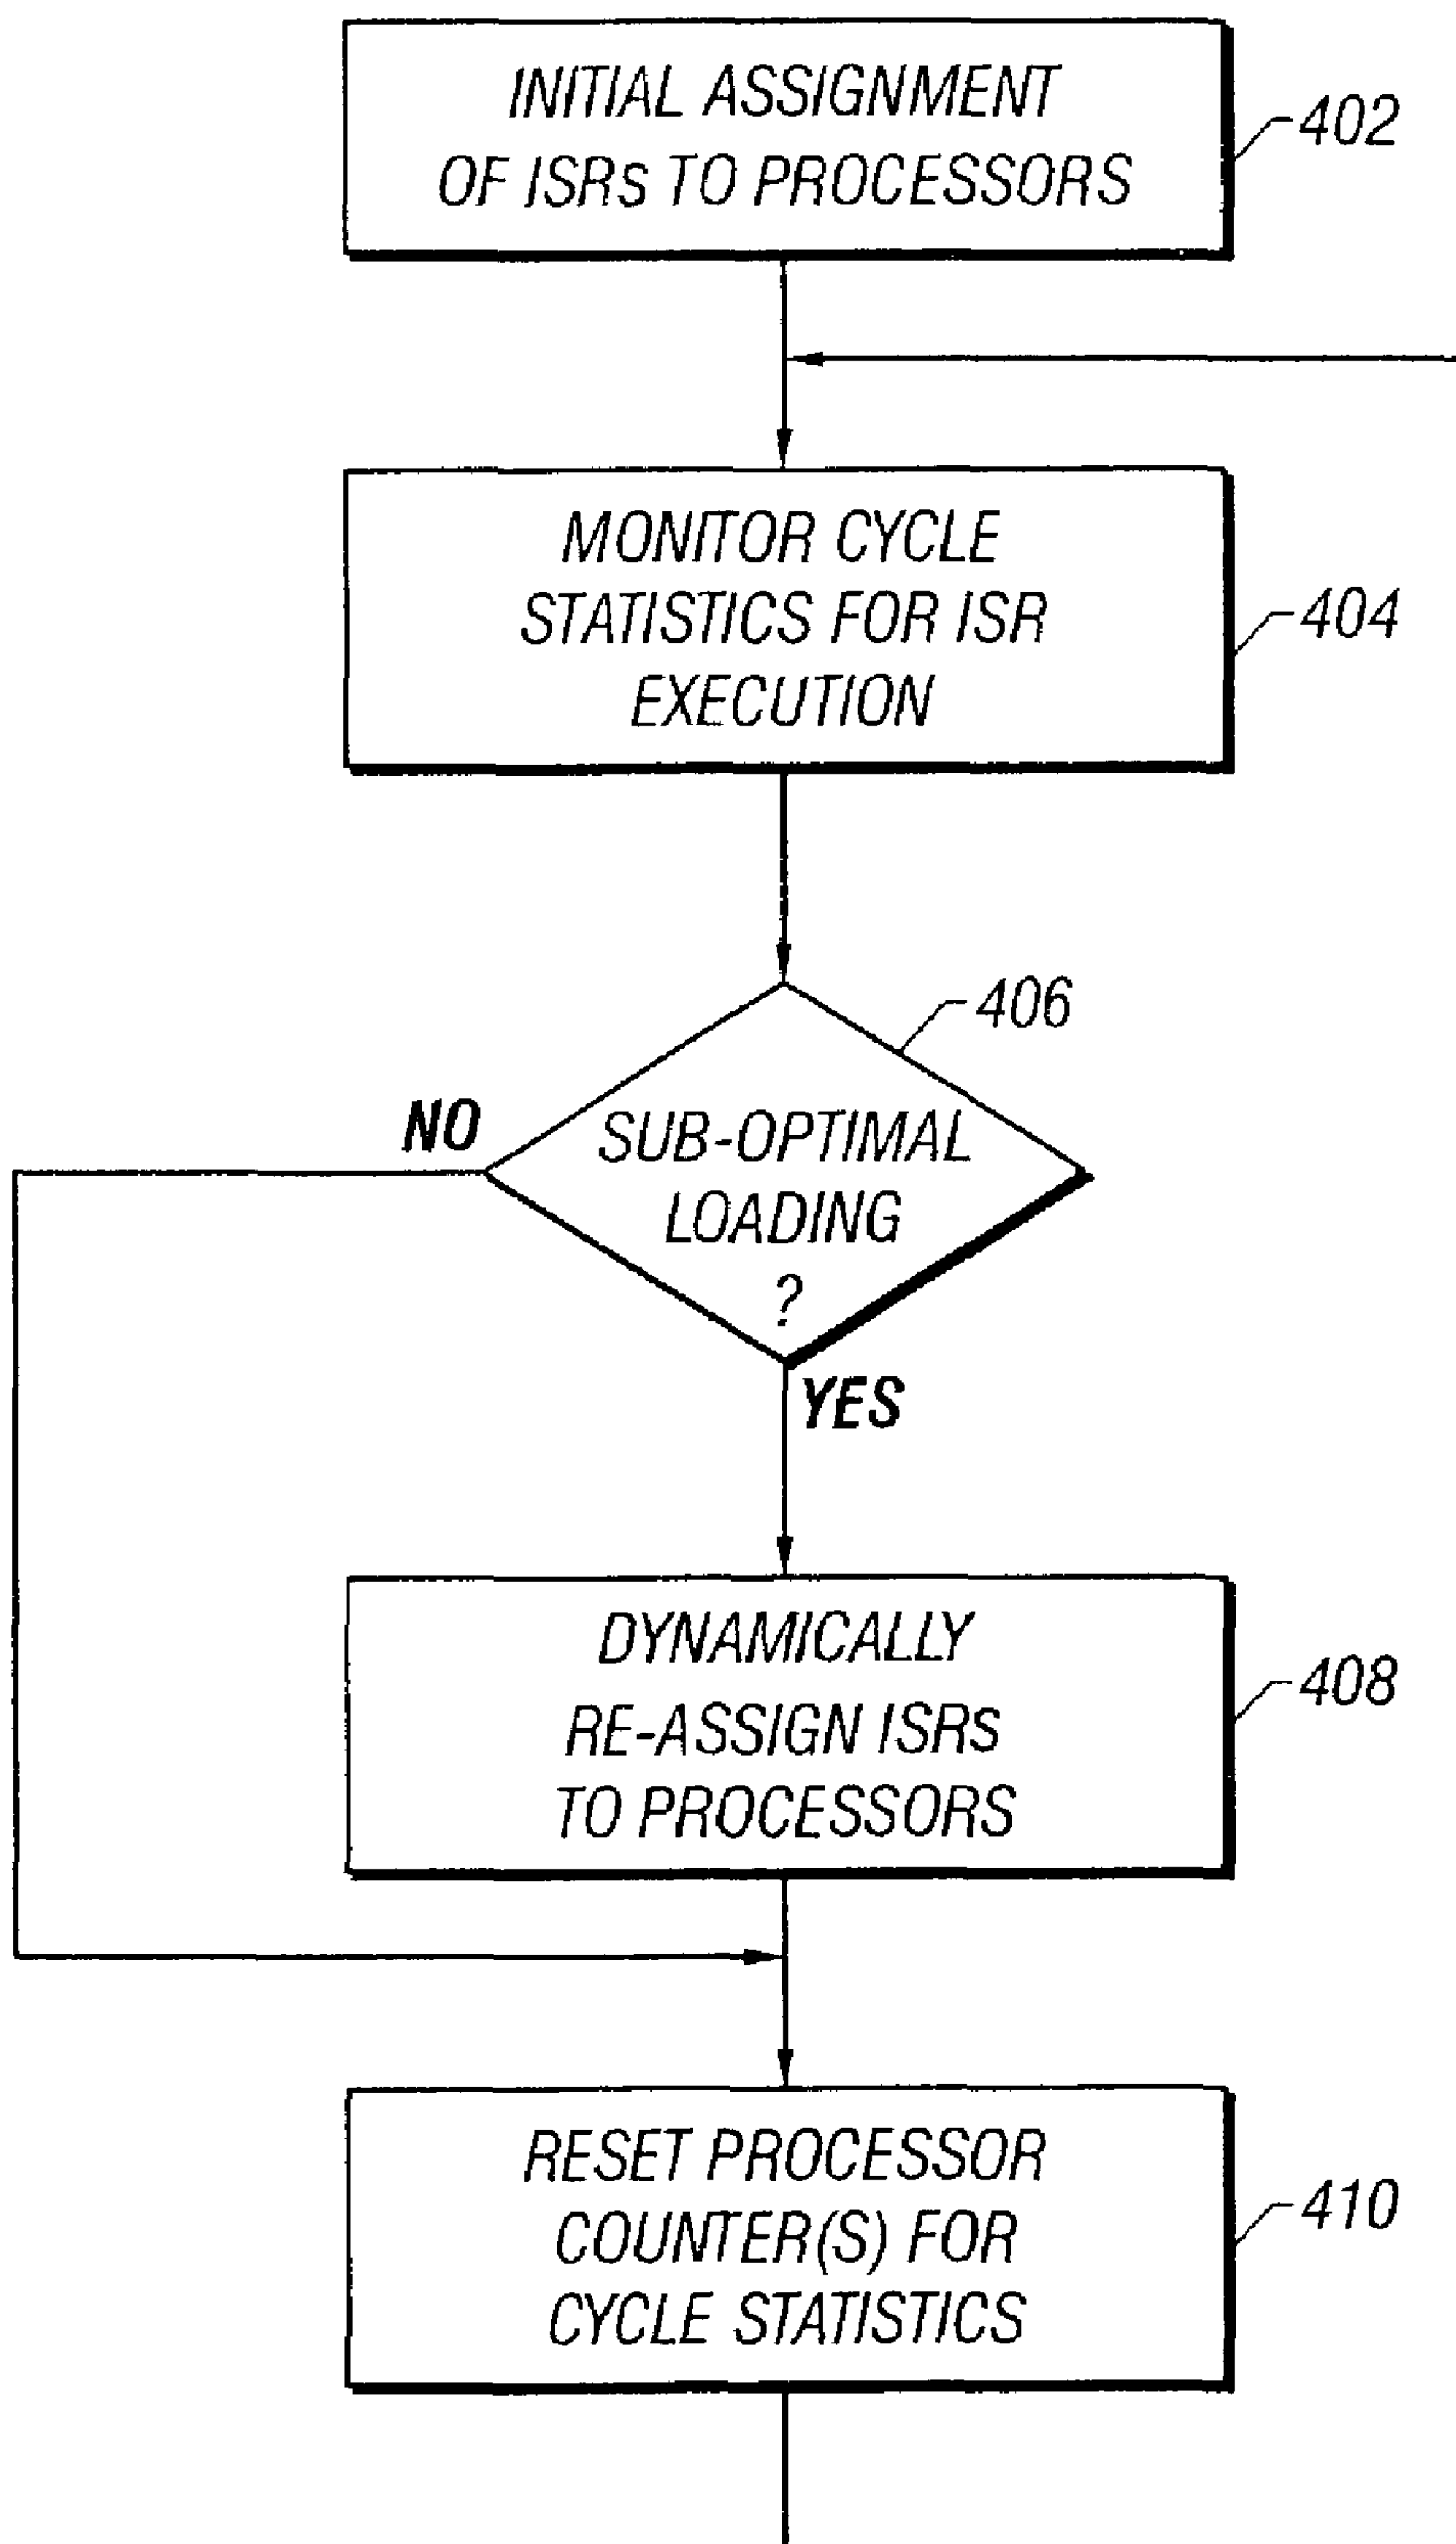 INITIAL ASSIGNMENT
OF ISRs TO PROCESSORS
402
MONITOR CYCLE
STATISTICS FOR ISR
EXECUTION
404
406
NO
SUB-OPTIMAL
LOADING
?
YES
DYNAMICALLY
RE-ASSIGN ISRs
TO PROCESSORS
408
RESET PROCESSOR
COUNTER(S) FOR
CYCLE STATISTICS
410